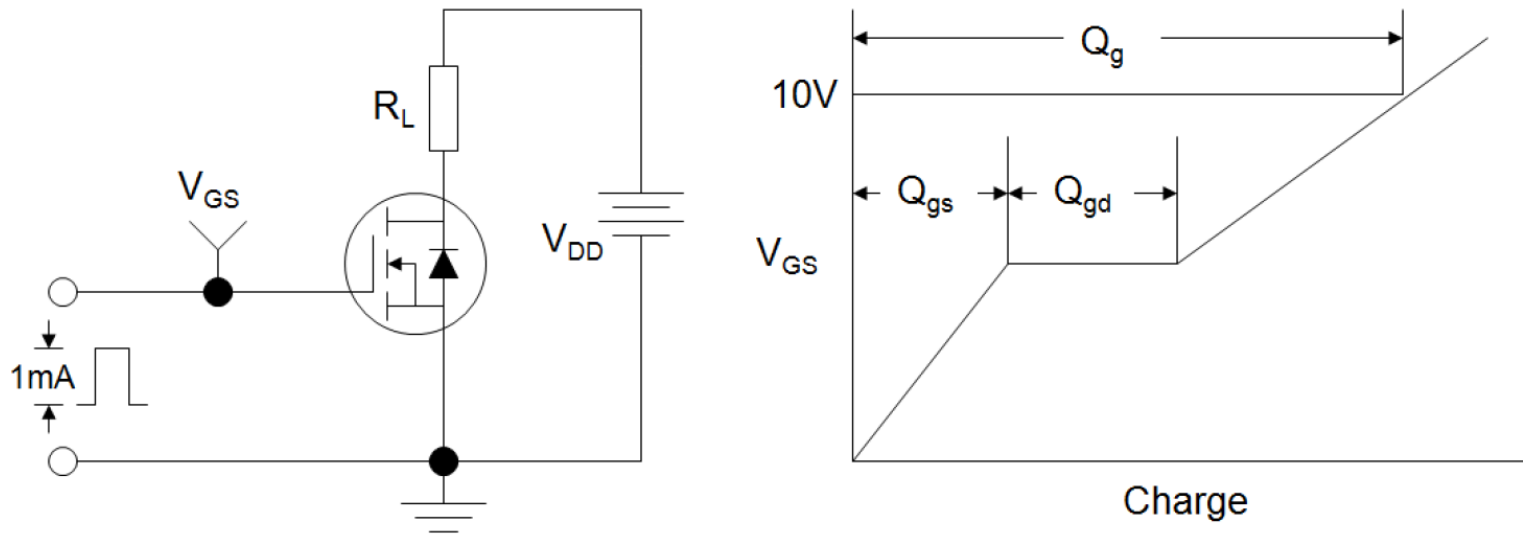 R_L
V_GS
V_DD
1mA
Q_g
10V
Q_gs
Q_gd
V_GS
Charge